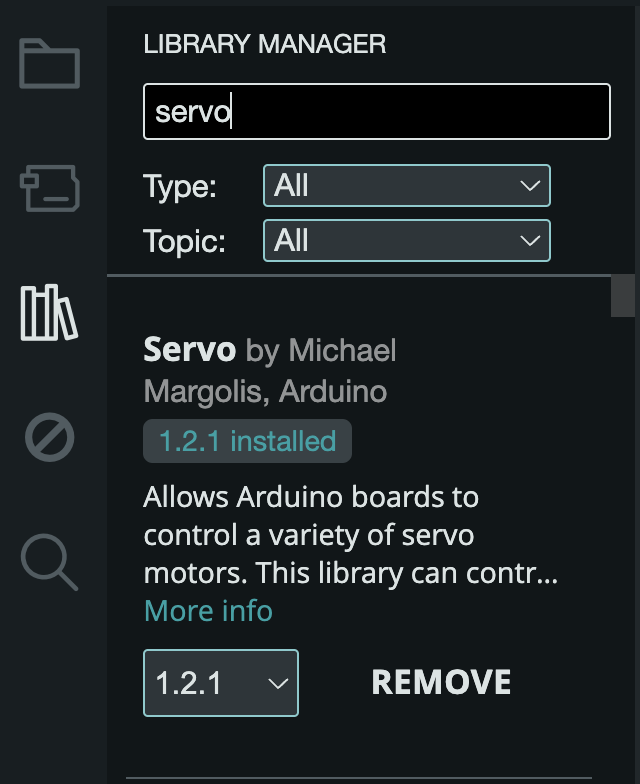 LIBRARY MANAGER
servo
Type: All
Topic: All
Servo by Michael
Margolis, Arduino
1.2.1 installed
Allows Arduino boards to
control a variety of servo
motors. This library can contr...
More info
1.2.1 REMOVE